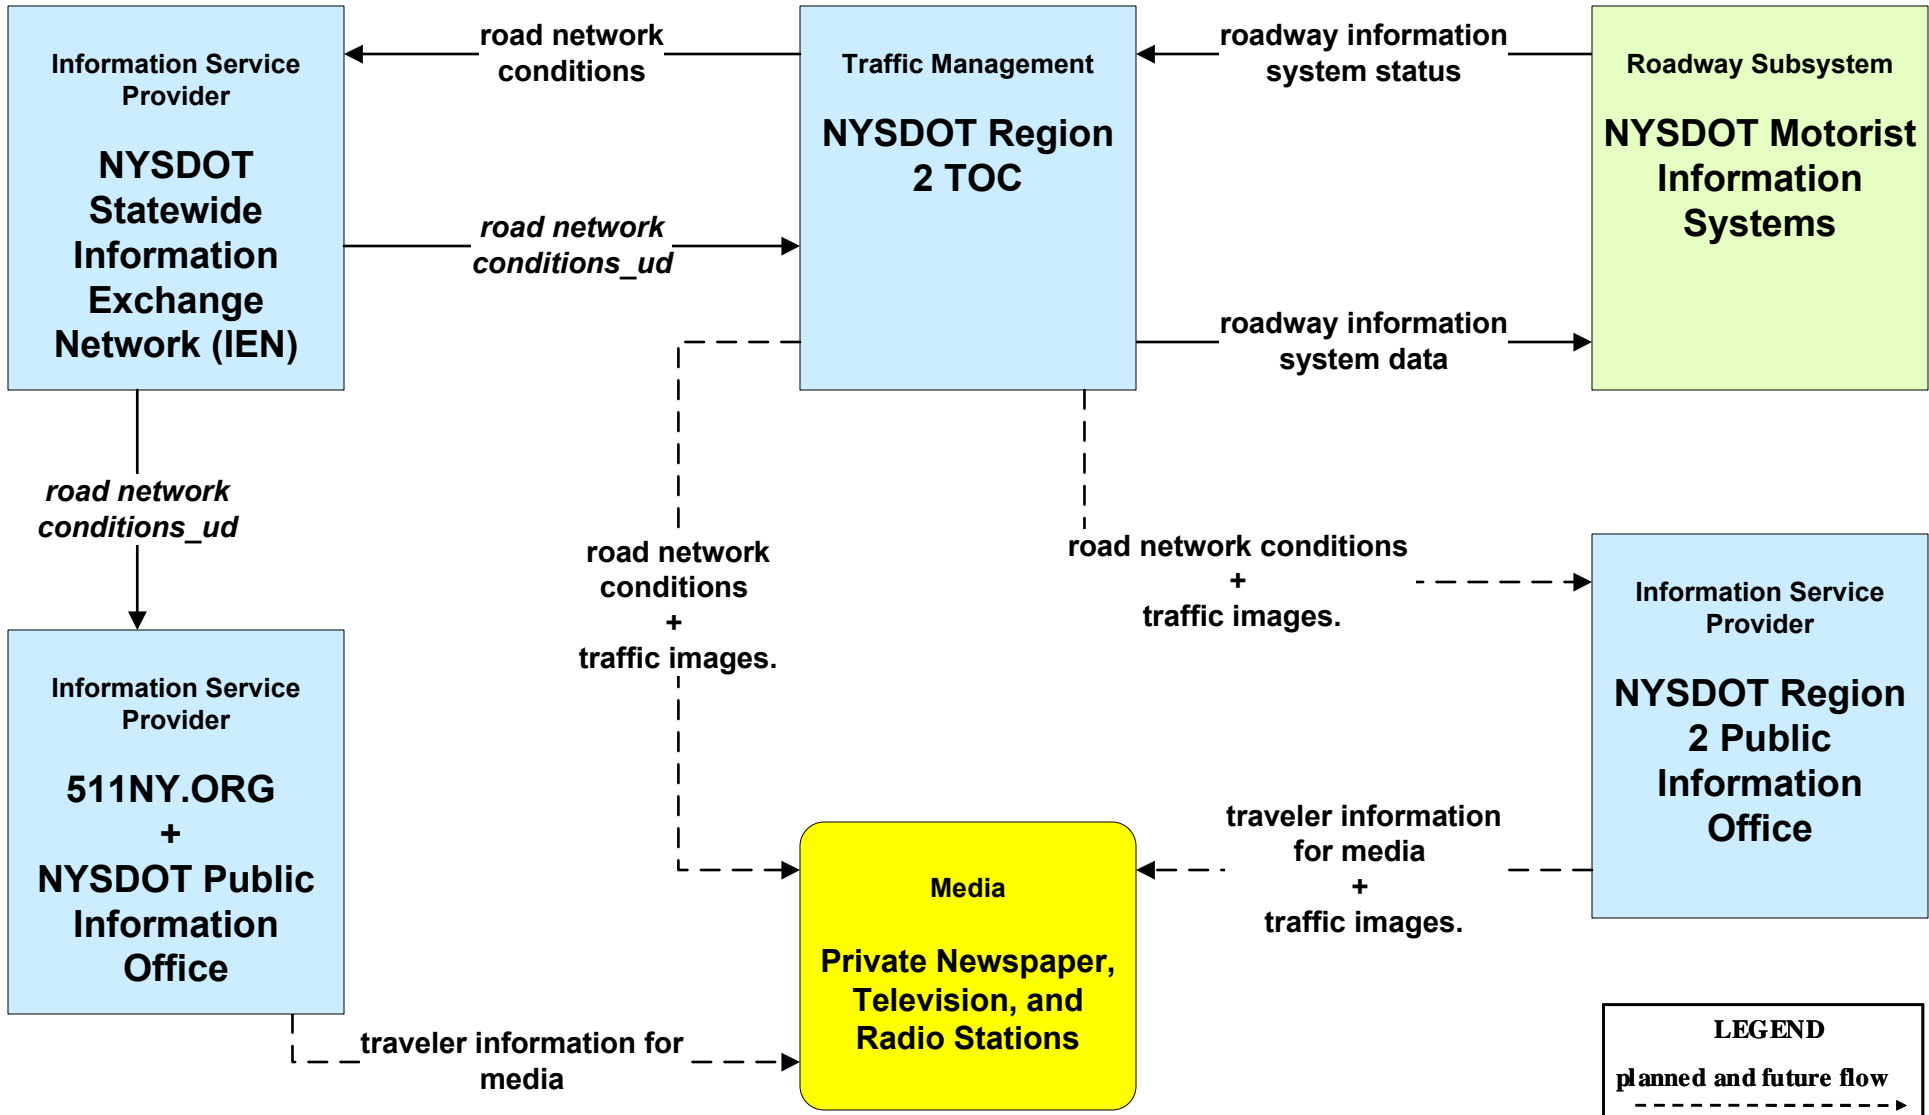 Information Service
Provider
NYSDOT
Statewide
Information
Exchange
Network (IEN)
road network
conditions
Traffic Management
NYSDOT Region
2 TOC
roadway information
system status
Roadway Subsystem
NYSDOT Motorist
Information
Systems
road network
conditions_ud
roadway information
system data
road network
conditions_ud
road network
conditions
+
traffic images.
road network conditions
+
traffic images.
Information Service
Provider
NYSDOT Region
2 Public
Information
Office
Information Service
Provider
511NY.ORG
+
NYSDOT Public
Information
Office
traveler information
for media
+
traffic images.
Media
Private Newspaper,
Television, and
Radio Stations
traveler information for
media
LEGEND
planned and future flow